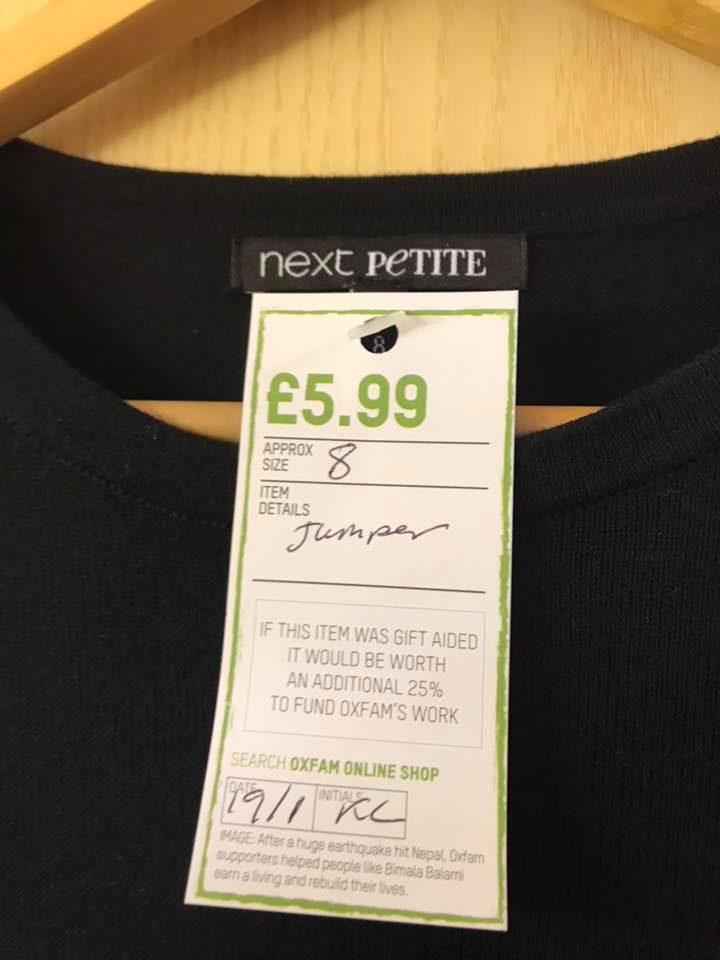 next PETITE
8
£5.99
APPROX
SIZE 8
ITEM
DETAILS
Jumper
IF THIS ITEM WAS GIFT AIDED
IT WOULD BE WORTH
AN ADDITIONAL 25%
TO FUND OXFAM'S WORK
SEARCH OXFAM ONLINE SHOP
DATE 19/1 INITIALS KC
IMAGE: After a huge earthquake hit Nepal, Oxfam
supporters helped people like Bimala Balami
earn a living and rebuild their lives.